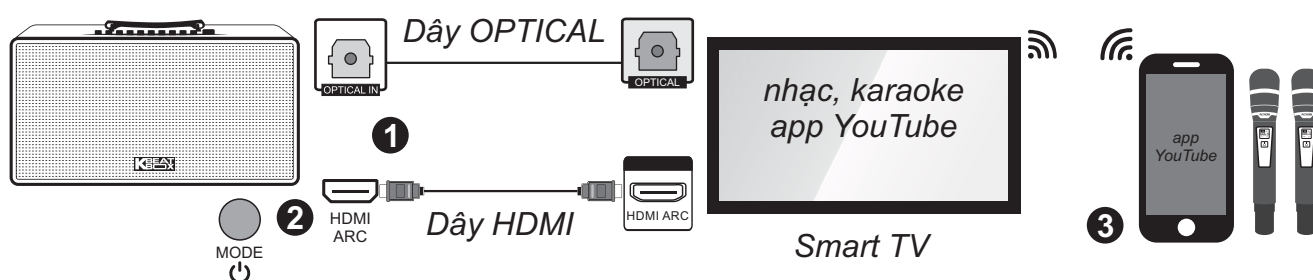 Dây OPTICAL
OPTICAL IN
OPTICAL
nhạc, karaoke
app YouTube
1
app
YouTube
KBEATBOX
HDMI
ARC
HDMI ARC
2
Dây HDMI
3
MODE
Smart TV